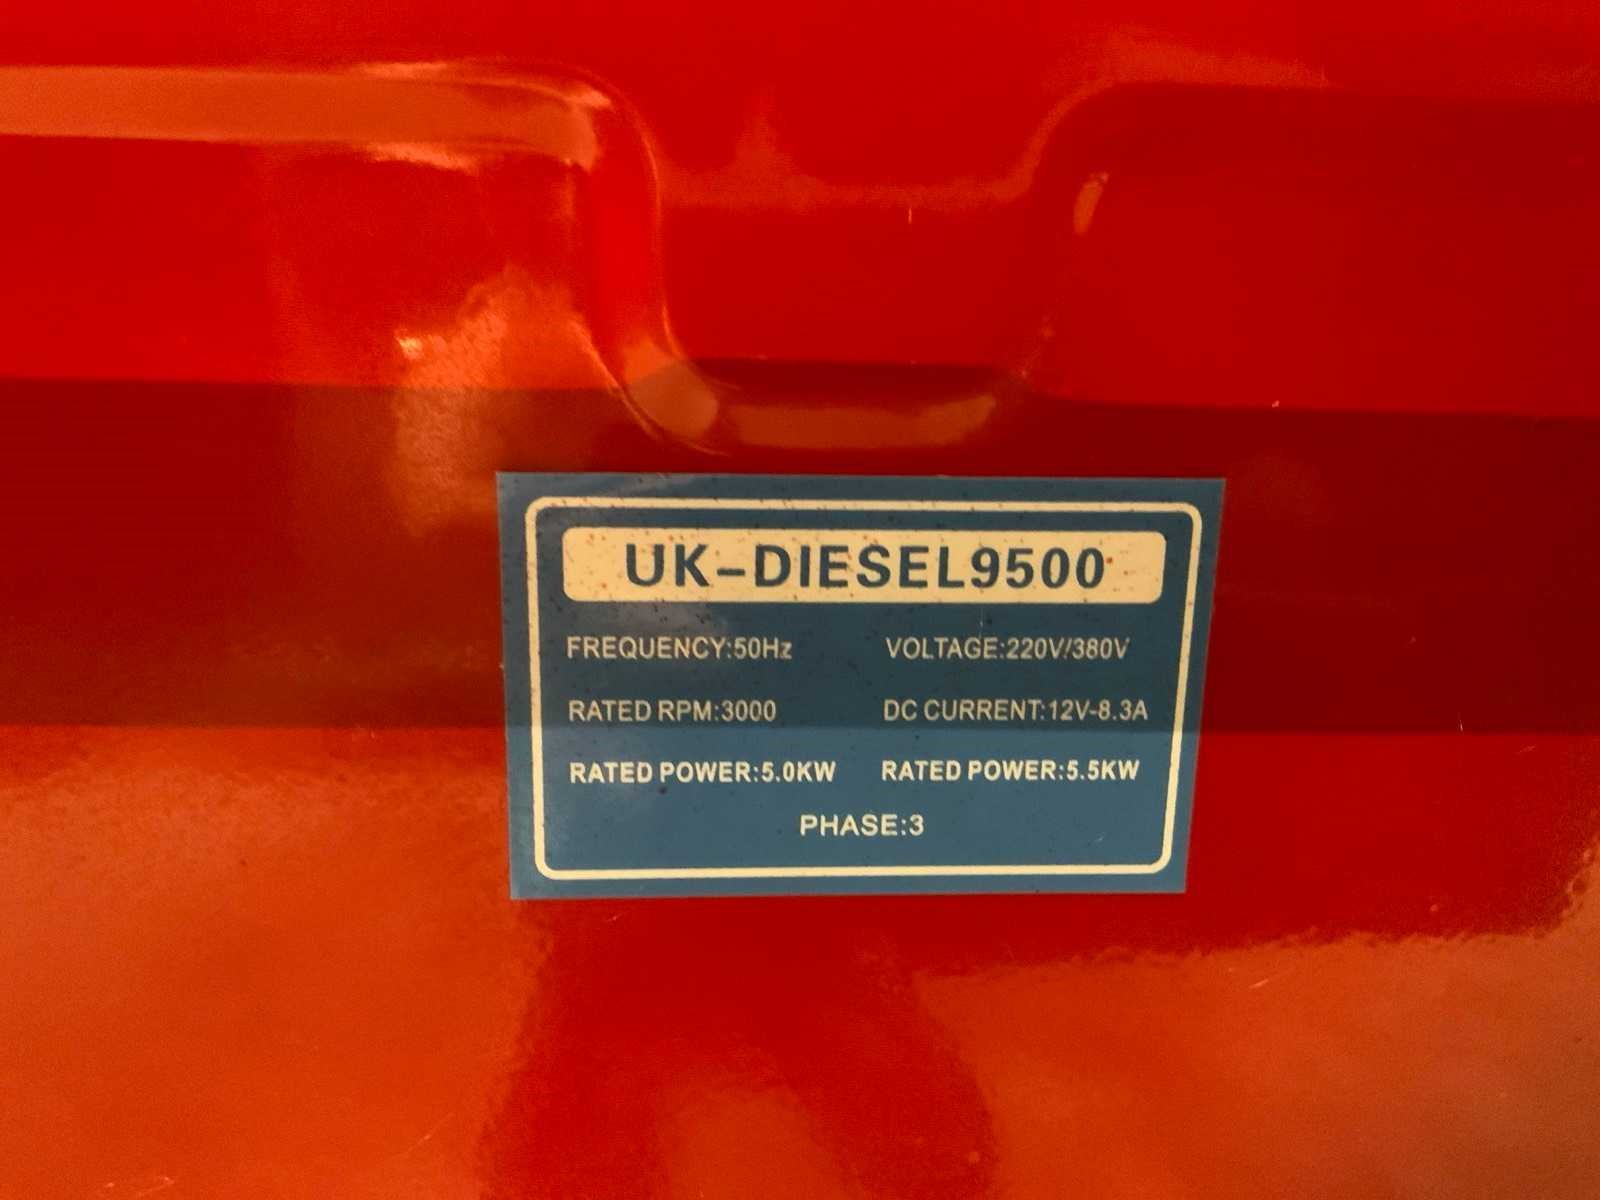 UK-DIESEL9500
FREQUENCY:50Hz VOLTAGE:220V/380V
RATED RPM:3000 DC CURRENT:12V-8.3A
RATED POWER:5.0KW RATED POWER:5.5KW
PHASE:3